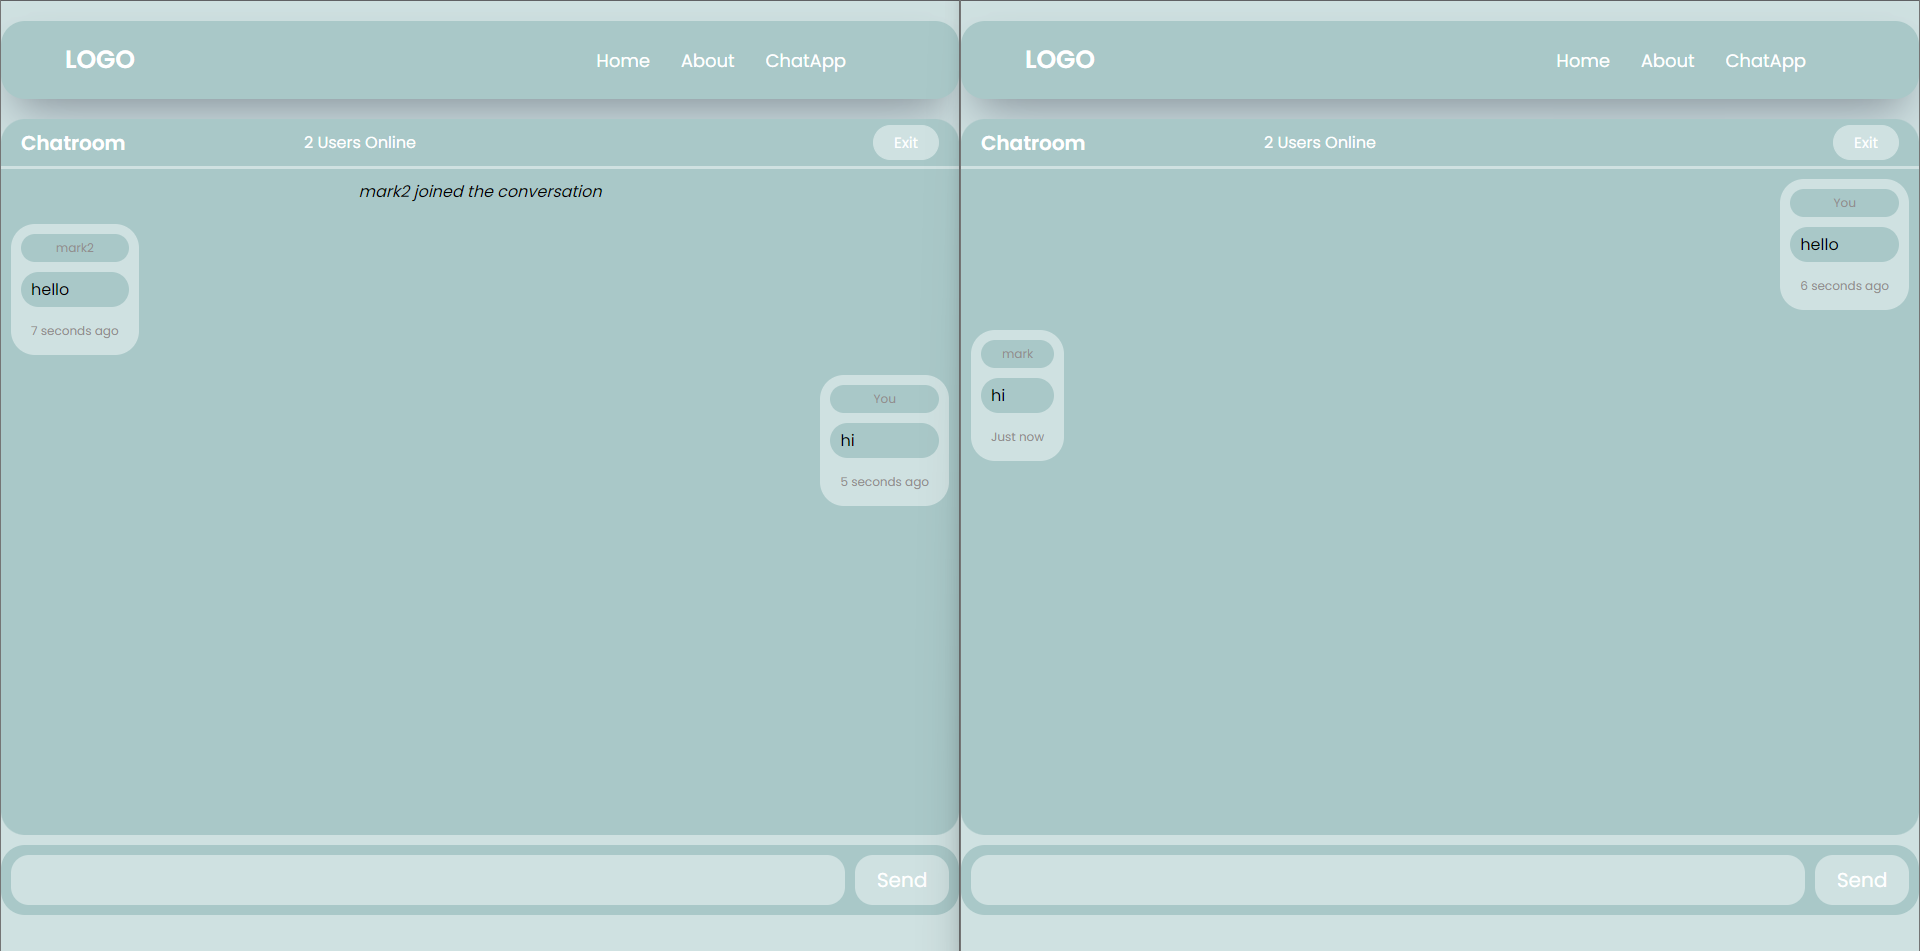 LOGO
Home About ChatApp
Chatroom
2 Users Online
Exit
mark2 joined the conversation
mark2
hello
7 seconds ago
You
hi
5 seconds ago
Send
LOGO
Home About ChatApp
Chatroom
2 Users Online
Exit
You
hello
6 seconds ago
mark
hi
Just now
Send